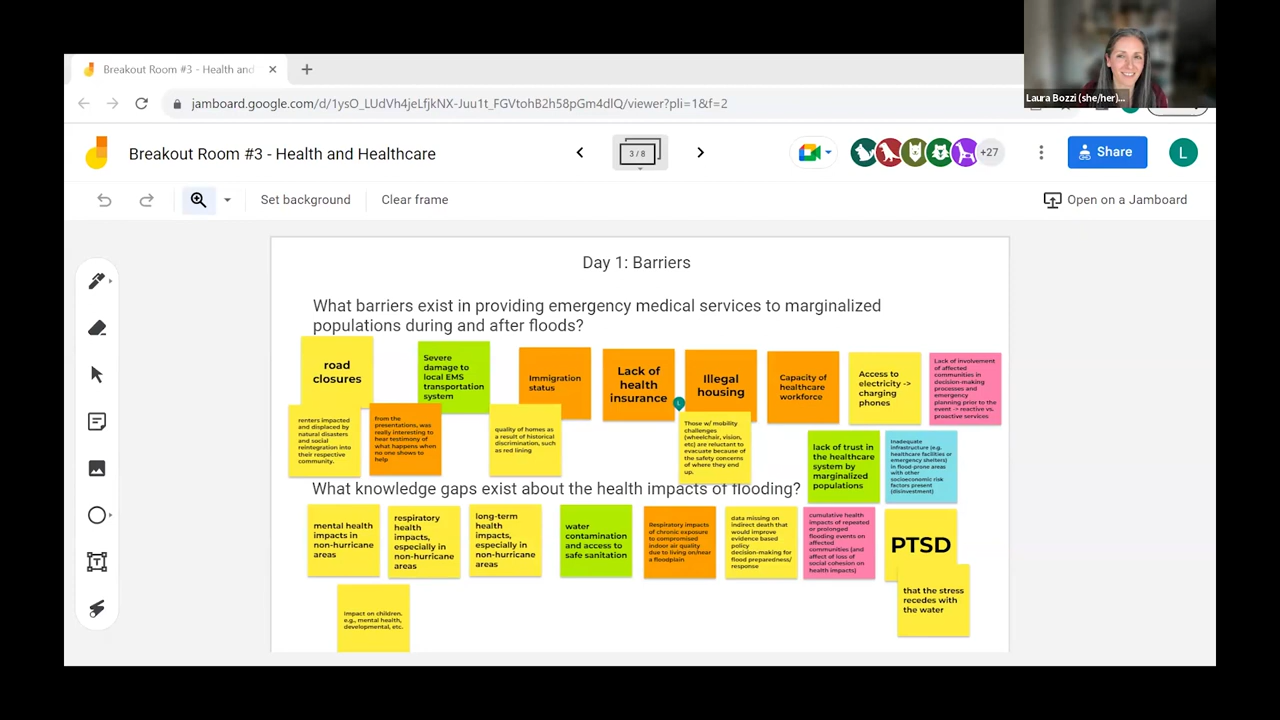 Laura Bozzi (she/her)...
Breakout Room #3 - Health and
jamboard.google.com/d/1ysO_LUdVh4jeLfjkNX-Juu1t_FGVtohB2h58pGm4dlQ/viewer?pli=1&f=2
Breakout Room #3 - Health and Healthcare
3 / 8
+27
Share
L
Set background
Clear frame
Open on a Jamboard
Day 1: Barriers
What barriers exist in providing emergency medical services to marginalized
populations during and after floods?
road
closures
Severe
damage to
local EMS
transportation
system
Immigration
status
Lack of
health
insurance
Illegal
housing
Capacity of
healthcare
workforce
Access to
electricity ->
charging
phones
Lack of involvement
of affected
communities in
decision-making
processes and
emergency
planning prior to the
event -> reactive vs.
proactive services.
renters impacted
and displaced by
natural disasters
and social
reintegration into
their respective
community.
from the
presentations, was
really interesting to
hear testimony of
what happens when
no one shows to
help
quality of homes as
a result of historical
discrimination, such
as red lining
L
Those w/ mobility
challenges
(wheelchair, vision,
etc) are reluctant to
evacuate because of
the safety concerns
of where they end
up.
lack of trust in
the healthcare
system by
marginalized
populations
Inadequate
infrastructure (e.g.
healthcare facilities or
emergency shelters)
in flood-prone areas
with other
socioeconomic risk
factors present
(disinvestment)
What knowledge gaps exist about the health impacts of flooding?
mental health
impacts in
non-hurricane
areas
respiratory
health
impacts,
especially in
non-hurricane
areas
long-term
health
impacts,
especially in
non-hurricane
areas
water
contamination
and access to
safe sanitation
Respiratory impacts
of chronic exposure
to compromised
indoor air quality
due to living on/near
a floodplain
data missing on
indirect death that
would improve
evidence based
policy
decision-making for
flood preparedness/
response
cumulative health
impacts of repeated
or prolonged
flooding events on
affected
communities (and
affect of loss of
social cohesion on
health impacts)
PTSD
that the stress
recedes with
the water
Impact on children.
e.g., mental health,
developmental, etc.